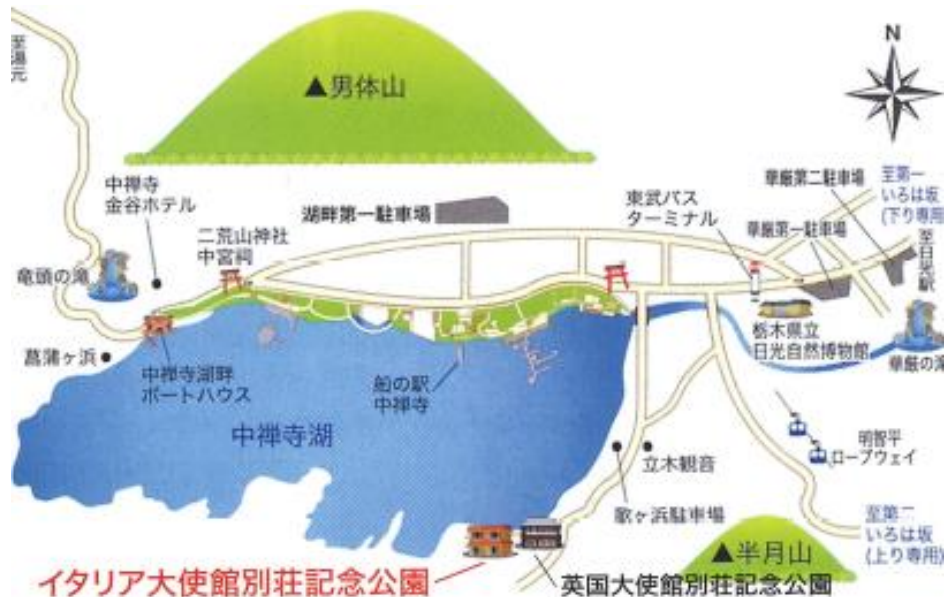 至湯元
▲男体山
N
中禅寺
金谷ホテル
湖畔第一駐車場
東武バス
ターミナル
華厳第二駐車場
至第一
いろは坂
(下り専用)
華厳第一駐車場
二荒山神社
中宮祠
竜頭の滝
至日光駅
栃木県立
日光自然博物館
華厳の滝
菖蒲ヶ浜
中禅寺湖畔
ボートハウス
船の駅
中禅寺
中禅寺湖
立木観音
明智平
ロープウェイ
歌ヶ浜駐車場
至第二
いろは坂
(上り専用)
▲半月山
イタリア大使館別荘記念公園
英国大使館別荘記念公園